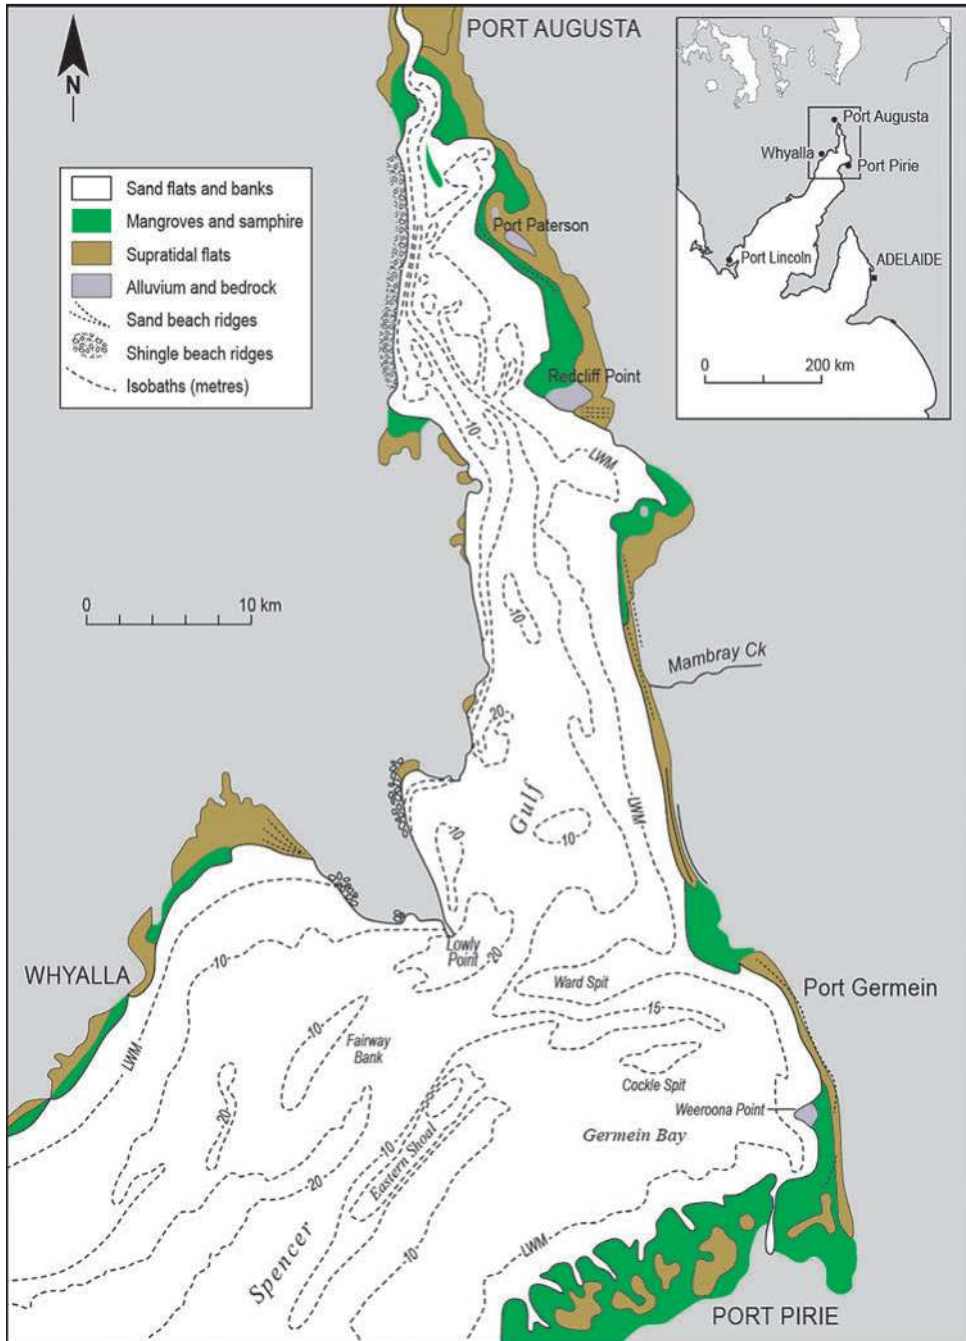 PORT AUGUSTA
N
Sand flats and banks
Mangroves and samphire
Supratidal flats
Alluvium and bedrock
Sand beach ridges
Shingle beach ridges
Isobaths (metres)
Port Augusta
Whyalla
Port Pirie
Port Lincoln
ADELAIDE
0 200 km
Port Paterson
Redcliff Point
10
LWM
0 10 km
10
Mambray Ck
20
Gulf
LWM
10
10
Lowly
Point
20
10
WHYALLA
Ward Spit
Port Germein
15
10
Fairway
Bank
LWM
Cockle Spit
Weeroona Point
20
10
Eastern Shoal
Germein Bay
20
Spencer
10
LWM
PORT PIRIE